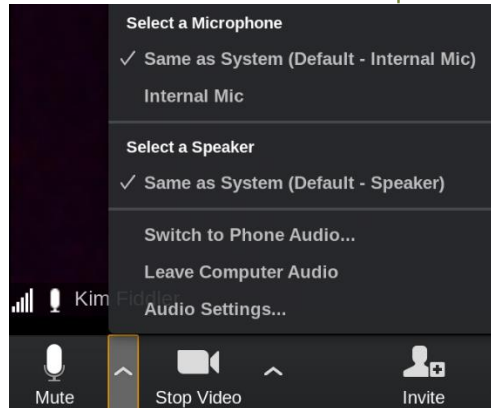 Select a Microphone
✓ Same as System (Default - Internal Mic)
Internal Mic
Select a Speaker
✓ Same as System (Default - Speaker)
Switch to Phone Audio...
Leave Computer Audio
Kim Fiddler
Audio Settings...
Mute
Stop Video
Invite